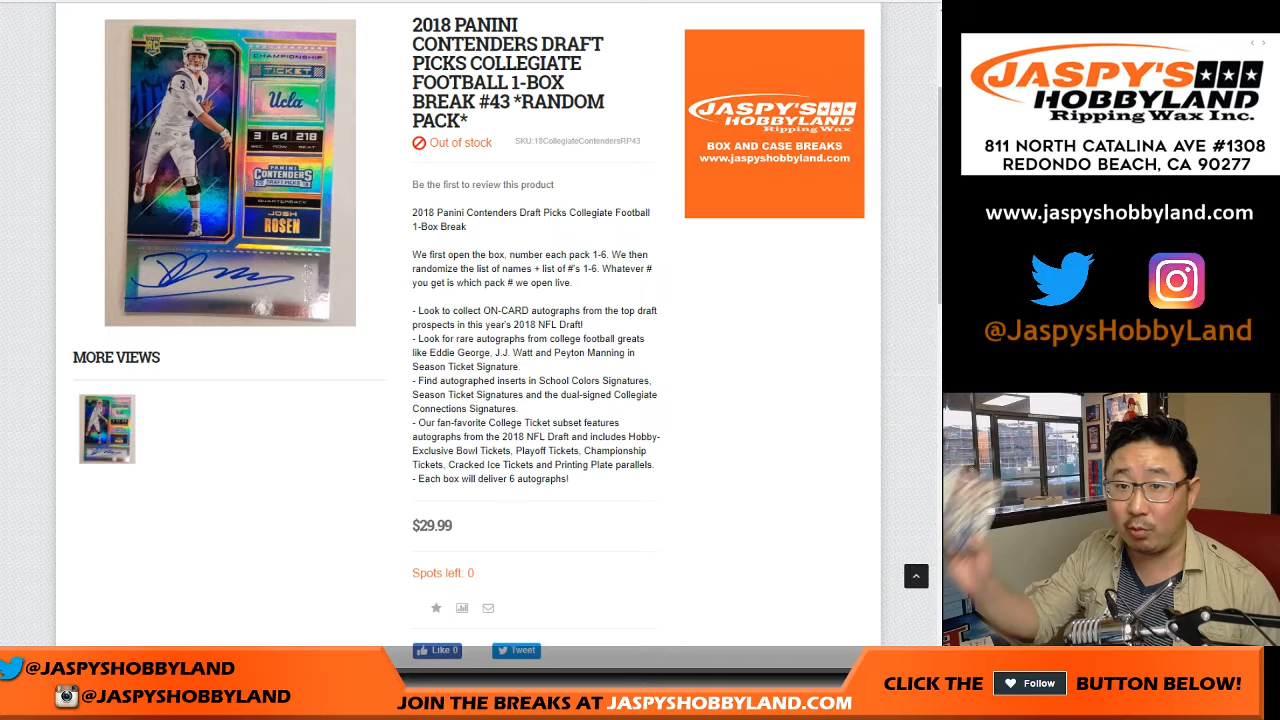 RC
CHAMPIONSHIP
TICKET
Ucla
3 64 218
SEC. ROW SEAT
PANINI
CONTENDERS
DRAFT PICKS
QUARTERBACK
JOSH
ROSEN
MORE VIEWS
2018 PANINI
CONTENDERS DRAFT
PICKS COLLEGIATE
FOOTBALL 1-BOX
BREAK #43 *RANDOM
PACK*
Out of stock
SKU:18CollegiateContendersRP43
Be the first to review this product
2018 Panini Contenders Draft Picks Collegiate Football
1-Box Break
We first open the box, number each pack 1-6. We then
randomize the list of names + list of #'s 1-6. Whatever #
you get is which pack # we open live.
- Look to collect ON-CARD autographs from the top draft
prospects in this year's 2018 NFL Draft!
- Look for rare autographs from college football greats
like Eddie George, J.J. Watt and Peyton Manning in
Season Ticket Signature.
- Find autographed inserts in School Colors Signatures,
Season Ticket Signatures and the dual-signed Collegiate
Connections Signatures.
- Our fan-favorite College Ticket subset features
autographs from the 2018 NFL Draft and includes Hobby-
Exclusive Bowl Tickets, Playoff Tickets, Championship
Tickets, Cracked Ice Tickets and Printing Plate parallels.
- Each box will deliver 6 autographs!
$29.99
Spots left: 0
Like 0
Tweet
JASPY'S
HOBBYLAND
Ripping Wax Inc.
BOX AND CASE BREAKS
www.jaspyshobbyland.com
JASPY'S
HOBBYLAND
Ripping Wax Inc.
811 NORTH CATALINA AVE #1308
REDONDO BEACH, CA 90277
www.jaspyshobbyland.com
@JaspysHobbyLand
@JASPYSHOBBYLAND
@JASPYSHOBBYLAND
JOIN THE BREAKS AT JASPYSHOBBYLAND.COM
CLICK THE Follow BUTTON BELOW!